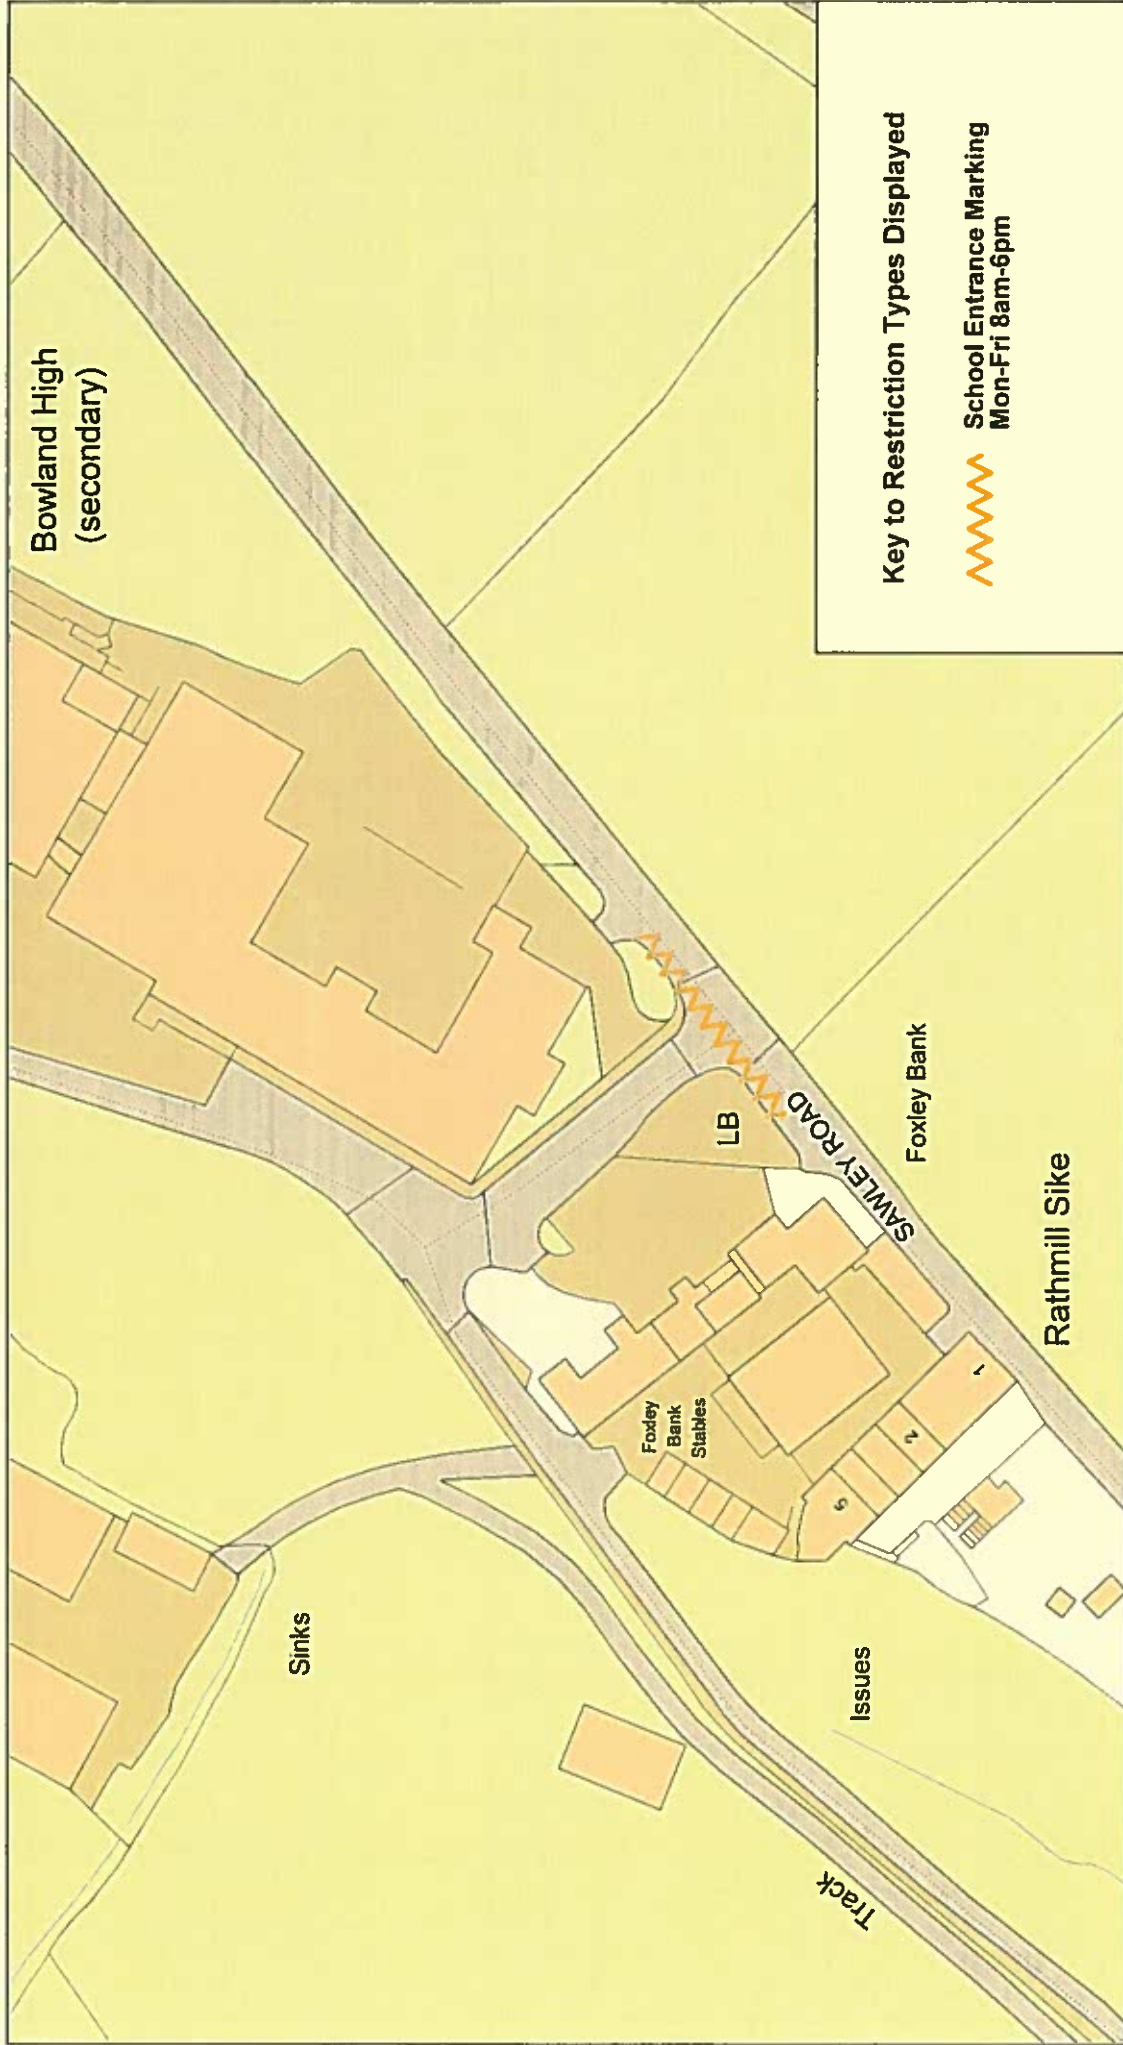 Bowland High
(secondary)
Sinks
Foxley
Bank
Stables
LB
SAWLEY ROAD
Foxley Bank
Rathmill Sike
1
2
5
Issues
Track
Key to Restriction Types Displayed
School Entrance Marking
Mon-Fri 8am-6pm